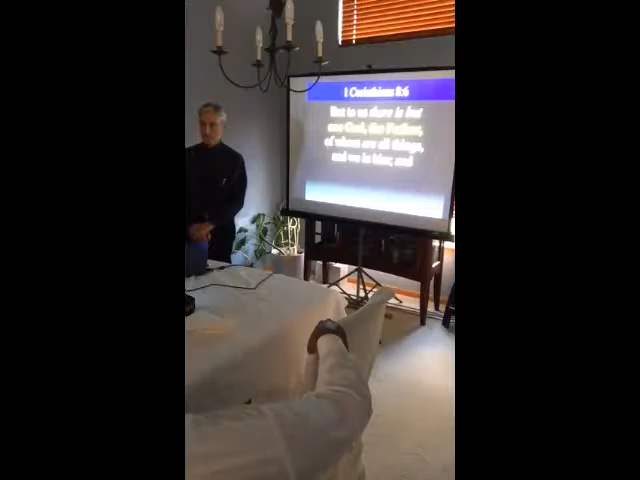 1 Corinthians 8:6
But to us there is but
one God, the Father,
of whom are all things,
and we in him; and